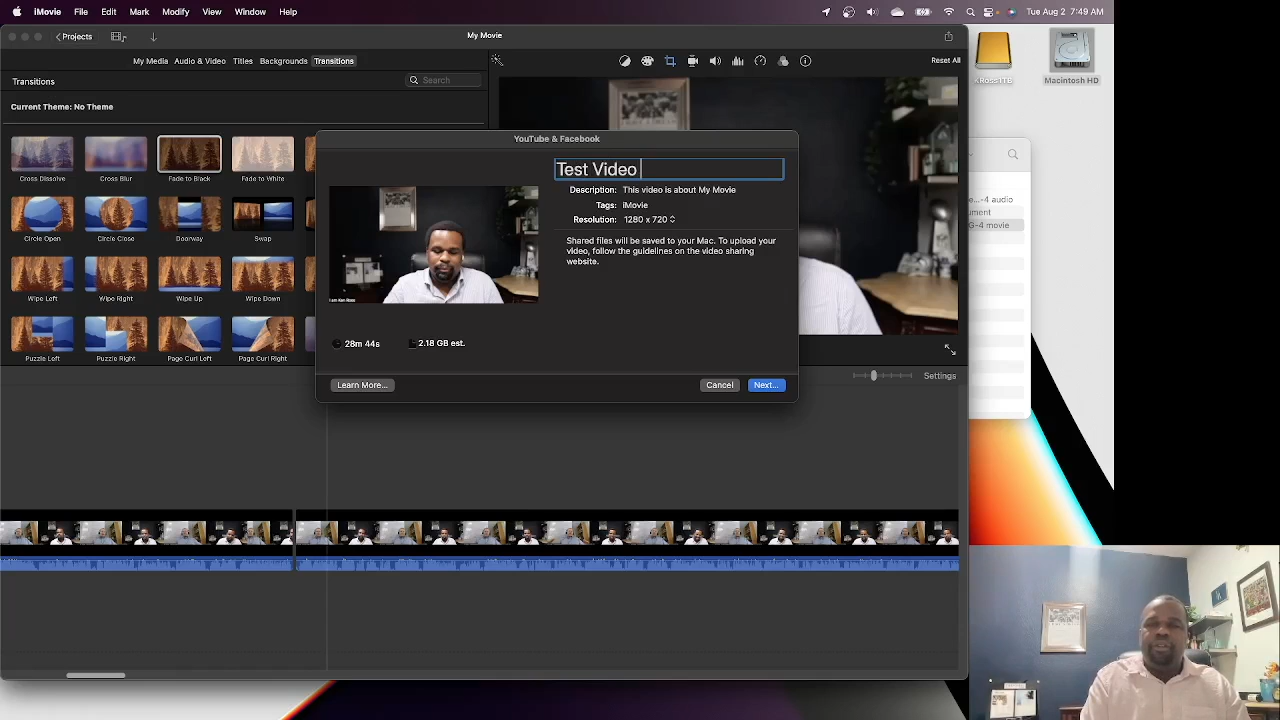 iMovie File Edit Mark Modify View Window Help Tue Aug 2 7:49 AM
Projects My Movie
My Media Audio & Video Titles Backgrounds Transitions Reset All
Transitions Search
Current Theme: No Theme
Cross Dissolve Cross Blur Fade to Black Fade to White
Circle Open Circle Close Doorway Swap
Wipe Left Wipe Right Wipe Up Wipe Down
Puzzle Left Puzzle Right Page Curl Left Page Curl Right
YouTube & Facebook
Test Video
Description: This video is about My Movie
Tags: iMovie
Resolution: 1280 x 720
Shared files will be saved to your Mac. To upload your
video, follow the guidelines on the video sharing
website.
28m 44s 2.18 GB est.
Learn More... Cancel Next...
Settings
KRoss1TB Macintosh HD
e...-4 audio
ument
G-4 movie